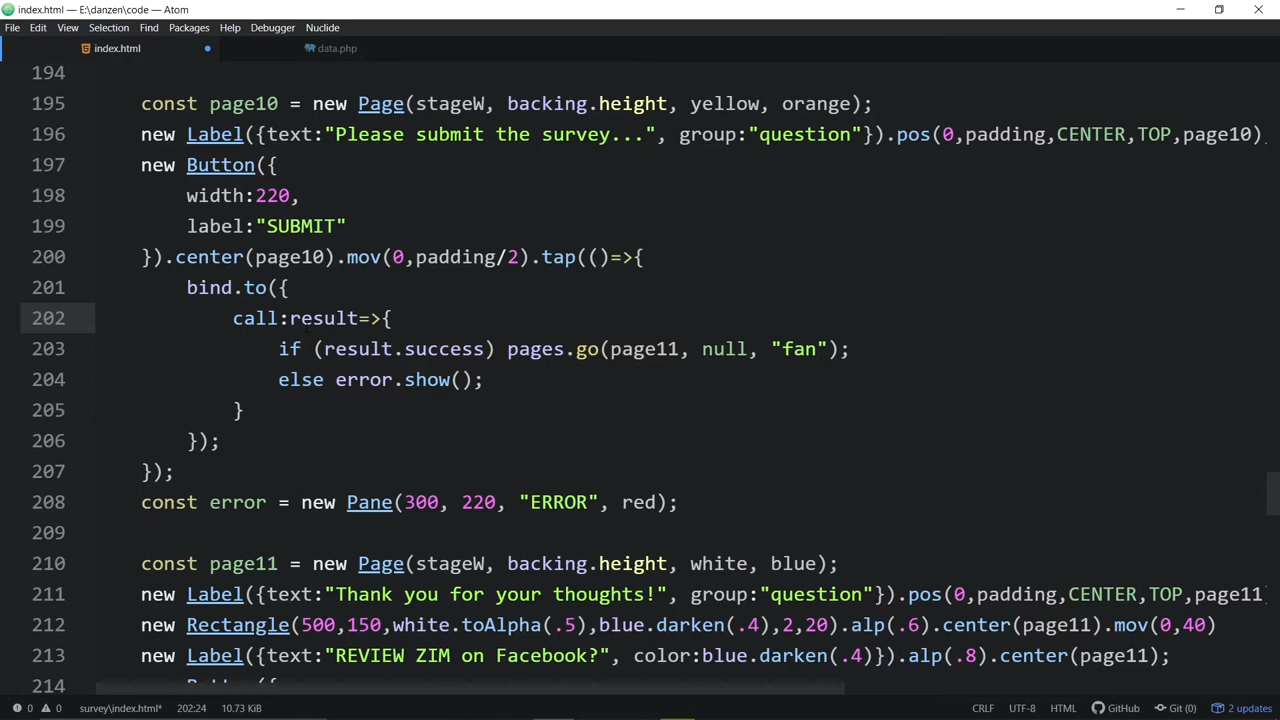 index.html — E:\danzen\code — Atom
File Edit View Selection Find Packages Help Debugger Nuclide
index.html data.php
194
195 const page10 = new Page(stageW, backing.height, yellow, orange);
196 new Label({text:"Please submit the survey...", group:"question"}).pos(0,padding,CENTER,TOP,page10)
197 new Button({
198 width:220,
199 label:"SUBMIT"
200 }).center(page10).mov(0,padding/2).tap(()=>{
201 bind.to({
202 call:result=>{
203 if (result.success) pages.go(page11, null, "fan");
204 else error.show();
205 }
206 });
207 });
208 const error = new Pane(300, 220, "ERROR", red);
209
210 const page11 = new Page(stageW, backing.height, white, blue);
211 new Label({text:"Thank you for your thoughts!", group:"question"}).pos(0,padding,CENTER,TOP,page11
212 new Rectangle(500,150,white.toAlpha(.5),blue.darken(.4),2,20).alp(.6).center(page11).mov(0,40)
213 new Label({text:"REVIEW ZIM on Facebook?", color:blue.darken(.4)}).alp(.8).center(page11);
214 new Button({
0 0 survey\index.html* 202:24 10.73 KiB CRLF UTF-8 HTML GitHub Git (0) 2 updates